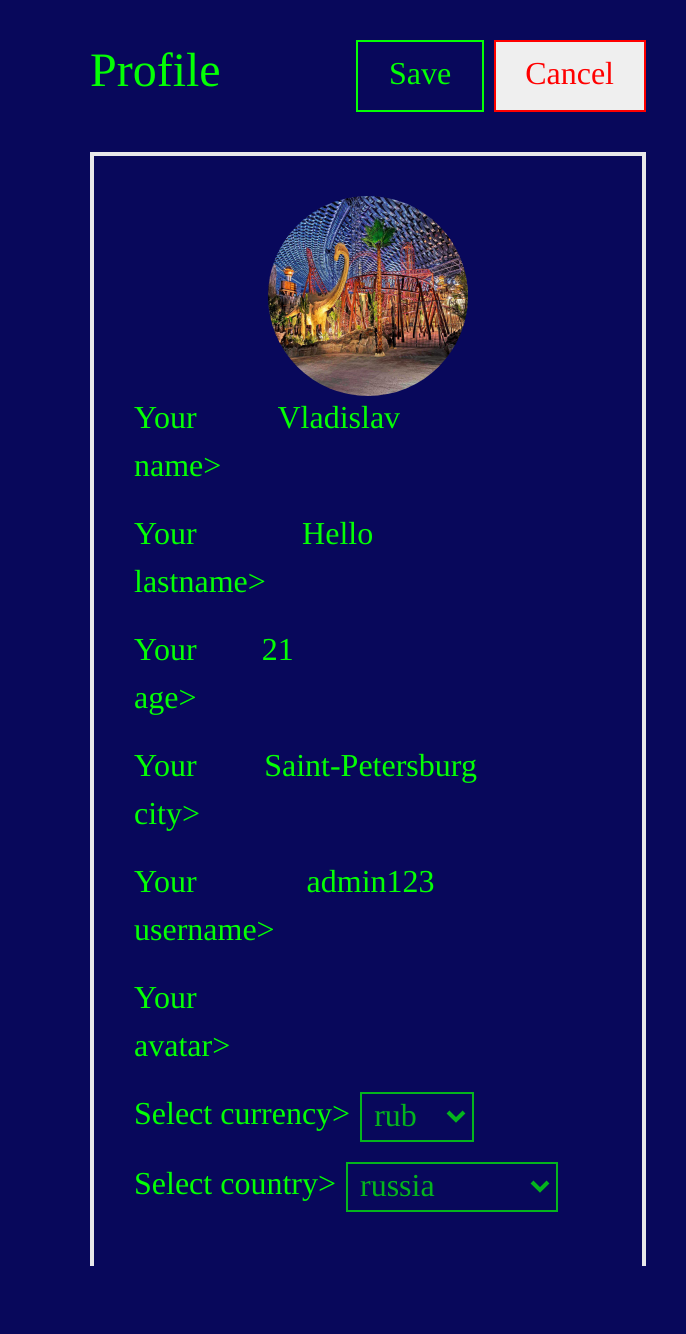 Profile Save Cancel
Your Vladislav
name>
Your Hello
lastname>
Your 21
age>
Your Saint-Petersburg
city>
Your admin123
username>
Your
avatar>
Select currency> rub
Select country> russia